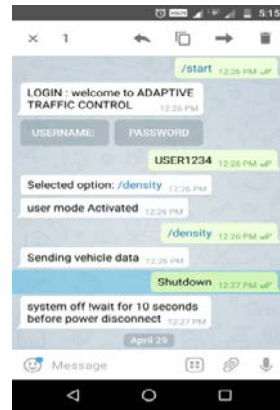 5:15
1
/start 12:26 PM
LOGIN : welcome to ADAPTIVE
TRAFFIC CONTROL 12:26 PM
USERNAME: PASSWORD
USER1234 12:26 PM
Selected option: /density 12:26 PM
user mode Activated 12:26 PM
/density 12:26 PM
Sending vehicle data 12:26 PM
Shutdown 12:27 PM
system off !wait for 10 seconds
before power disconnect 12:27 PM
April 29
Message